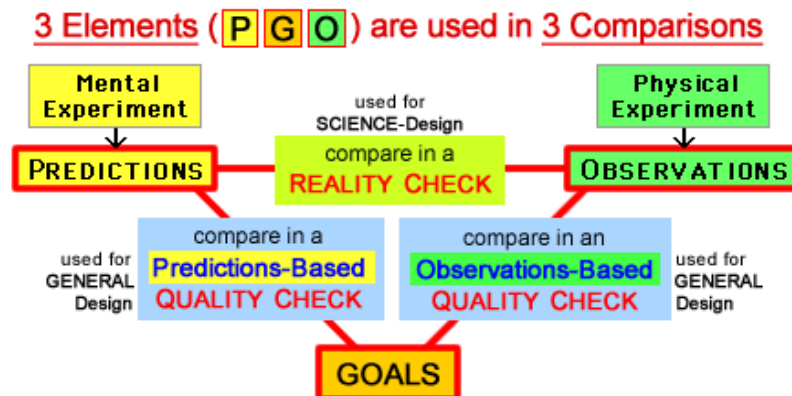 3 Elements ( P G O ) are used in 3 Comparisons
Mental
Experiment
Physical
Experiment
used for
SCIENCE-Design
PREDICTIONS
compare in a
REALITY CHECK
OBSERVATIONS
used for
GENERAL
Design
compare in a
Predictions-Based
QUALITY CHECK
compare in an
Observations-Based
QUALITY CHECK
used for
GENERAL
Design
GOALS